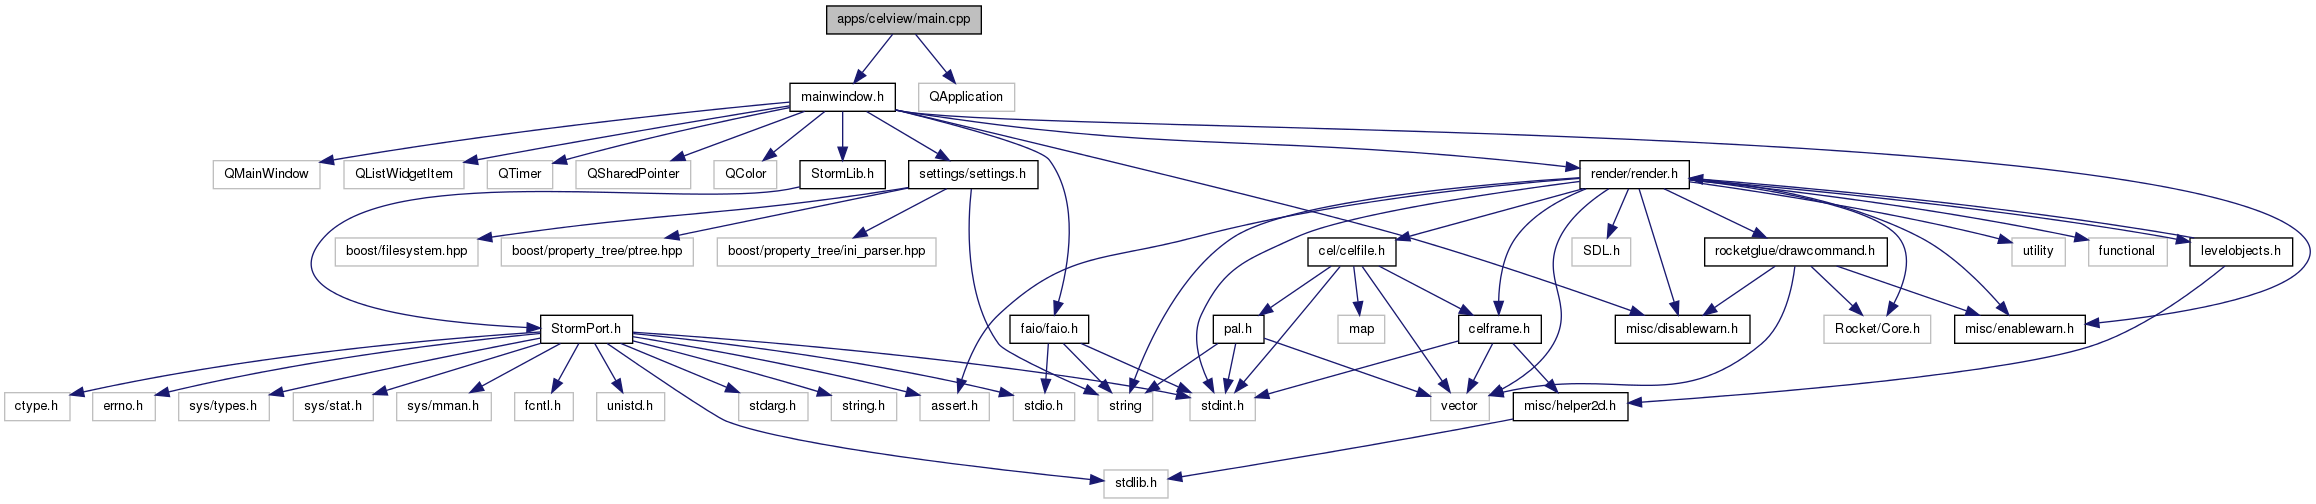 apps/celview/main.cpp
mainwindow.h
QApplication
QMainWindow
QListWidgetItem
QTimer
QSharedPointer
QColor
StormLib.h
settings/settings.h
render/render.h
boost/filesystem.hpp
boost/property_tree/ptree.hpp
boost/property_tree/ini_parser.hpp
cel/celfile.h
SDL.h
rocketglue/drawcommand.h
utility
functional
levelobjects.h
StormPort.h
faio/faio.h
pal.h
map
celframe.h
misc/disablewarn.h
Rocket/Core.h
misc/enablewarn.h
ctype.h
errno.h
sys/types.h
sys/stat.h
sys/mman.h
fcntl.h
unistd.h
stdarg.h
string.h
assert.h
stdio.h
string
stdint.h
vector
misc/helper2d.h
stdlib.h